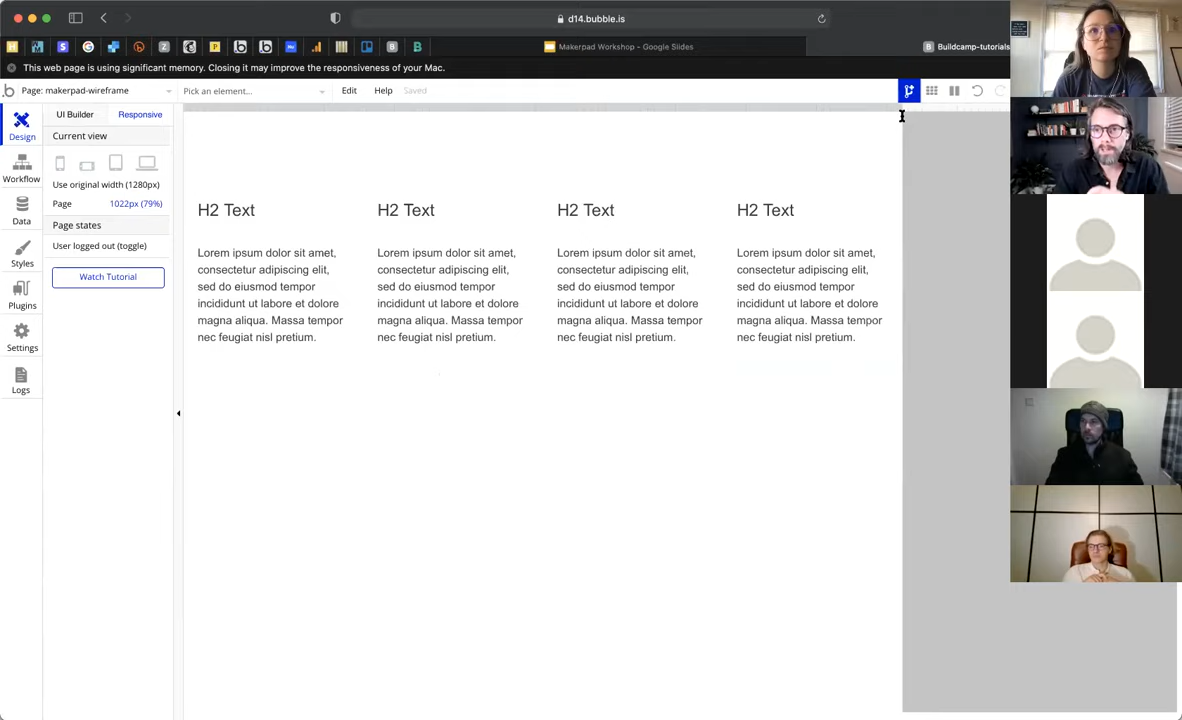 d14.bubble.is
Makerpad Workshop – Google Slides
Buildcamp-tutorials
This web page is using significant memory. Closing it may improve the responsiveness of your Mac.
Page: makerpad-wireframe
Pick an element...
Edit
Help
Saved
Design
Workflow
Data
Styles
Plugins
Settings
Logs
UI Builder
Responsive
Current view
Use original width (1280px)
Page
1022px (79%)
Page states
User logged out (toggle)
Watch Tutorial
H2 Text
Lorem ipsum dolor sit amet,
consectetur adipiscing elit,
sed do eiusmod tempor
incididunt ut labore et dolore
magna aliqua. Massa tempor
nec feugiat nisl pretium.
H2 Text
Lorem ipsum dolor sit amet,
consectetur adipiscing elit,
sed do eiusmod tempor
incididunt ut labore et dolore
magna aliqua. Massa tempor
nec feugiat nisl pretium.
H2 Text
Lorem ipsum dolor sit amet,
consectetur adipiscing elit,
sed do eiusmod tempor
incididunt ut labore et dolore
magna aliqua. Massa tempor
nec feugiat nisl pretium.
H2 Text
Lorem ipsum dolor sit amet,
consectetur adipiscing elit,
sed do eiusmod tempor
incididunt ut labore et dolore
magna aliqua. Massa tempor
nec feugiat nisl pretium.